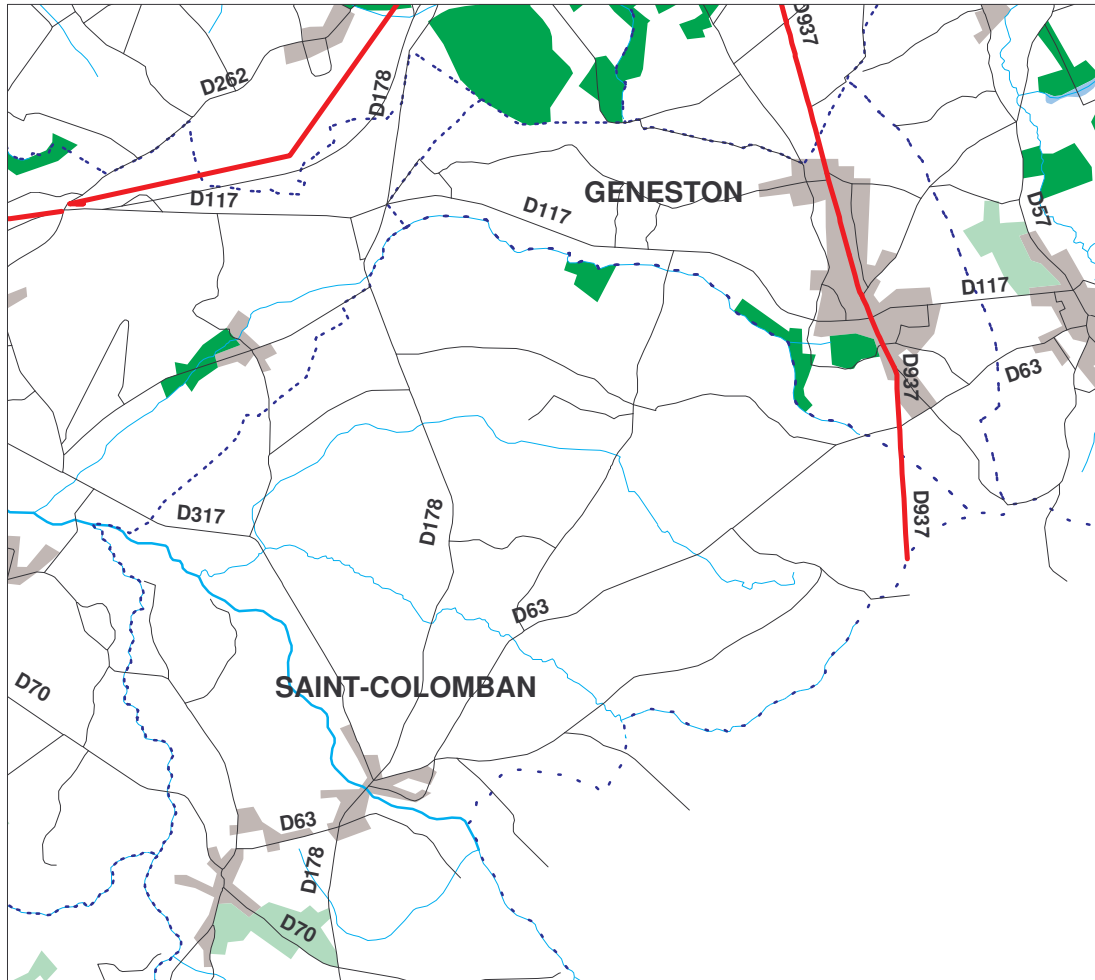 D937
D262
D178
GENESTON
D117
D117
D57
D117
D63
D937
D317
D178
D937
D63
D70
SAINT-COLOMBAN
D63
D178
D70